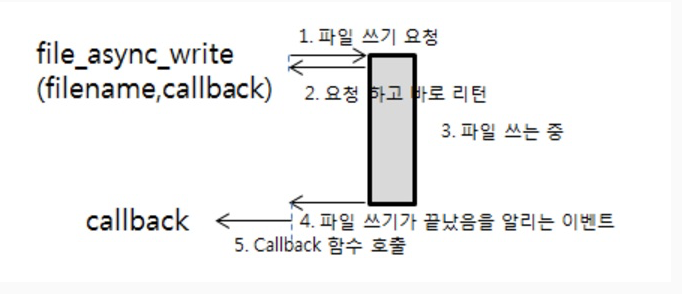 1. 파일 쓰기 요청
file_async_write
(filename,callback)
2. 요청 하고 바로 리턴
3. 파일 쓰는 중
callback
4. 파일 쓰기가 끝났음을 알리는 이벤트
5. Callback 함수 호출